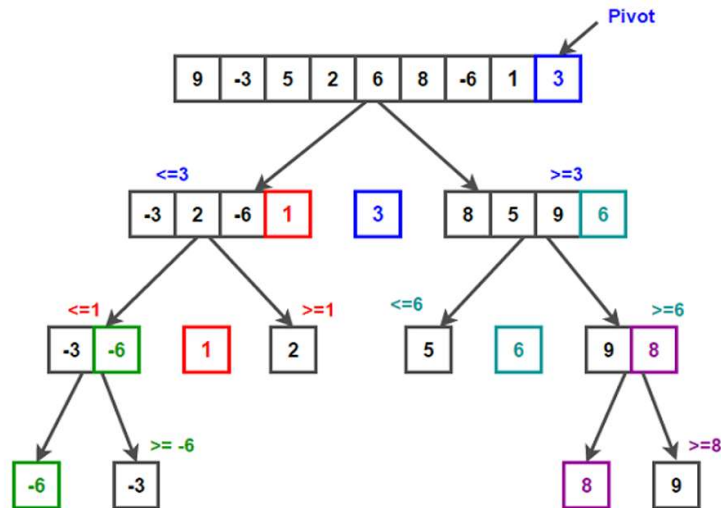 Pivot
9 -3 5 2 6 8 -6 1 3
<=3 >=3
-3 2 -6 1 3 8 5 9 6
<=1 >=1 <=6 >=6
-3 -6 1 2 5 6 9 8
>= -6 >=8
-6 -3 8 9